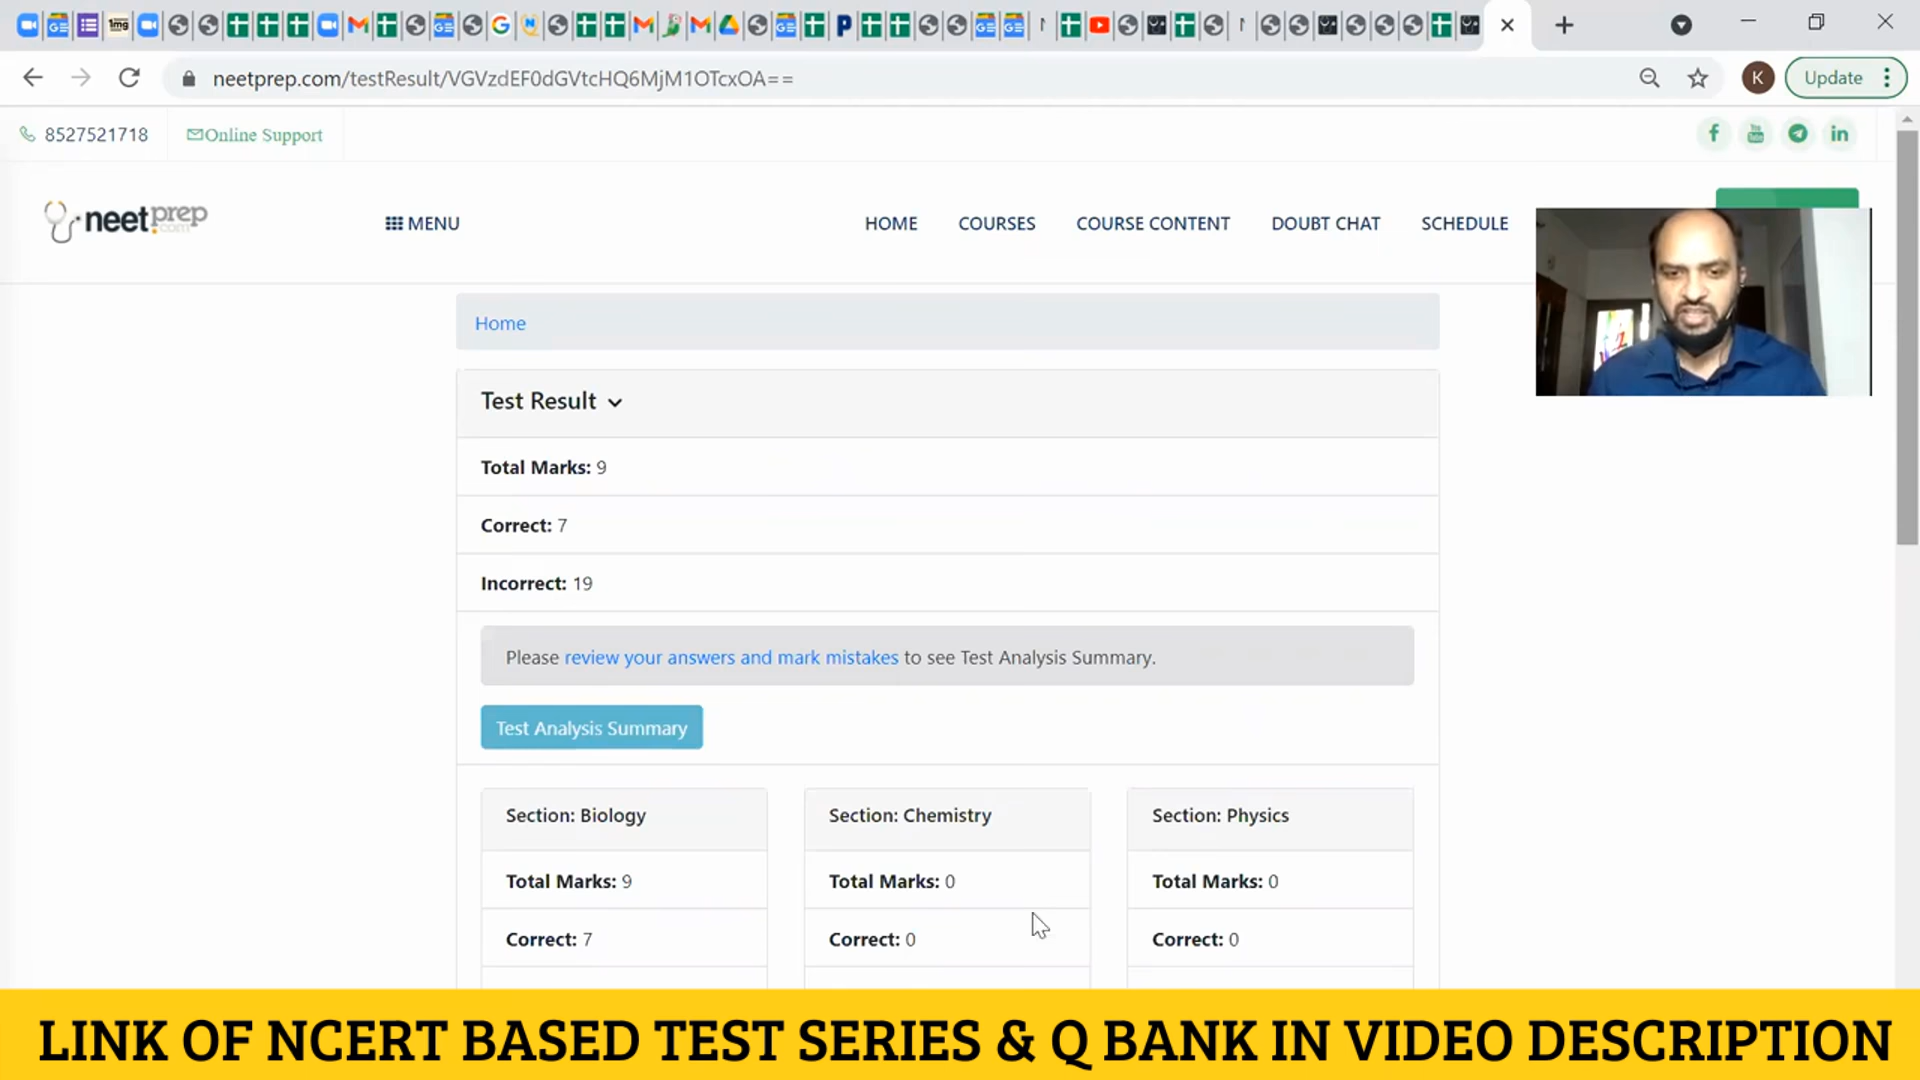 neetprep.com/testResult/VGVzdEF0dGVtcHQ6MjM1OTcxOA==
K
Update
8527521718
Online Support
neetprep.com
MENU
HOME
COURSES
COURSE CONTENT
DOUBT CHAT
SCHEDULE
Home
Test Result
Total Marks: 9
Correct: 7
Incorrect: 19
Please review your answers and mark mistakes to see Test Analysis Summary.
Test Analysis Summary
Section: Biology
Section: Chemistry
Section: Physics
Total Marks: 9
Total Marks: 0
Total Marks: 0
Correct: 7
Correct: 0
Correct: 0
LINK OF NCERT BASED TEST SERIES & Q BANK IN VIDEO DESCRIPTION